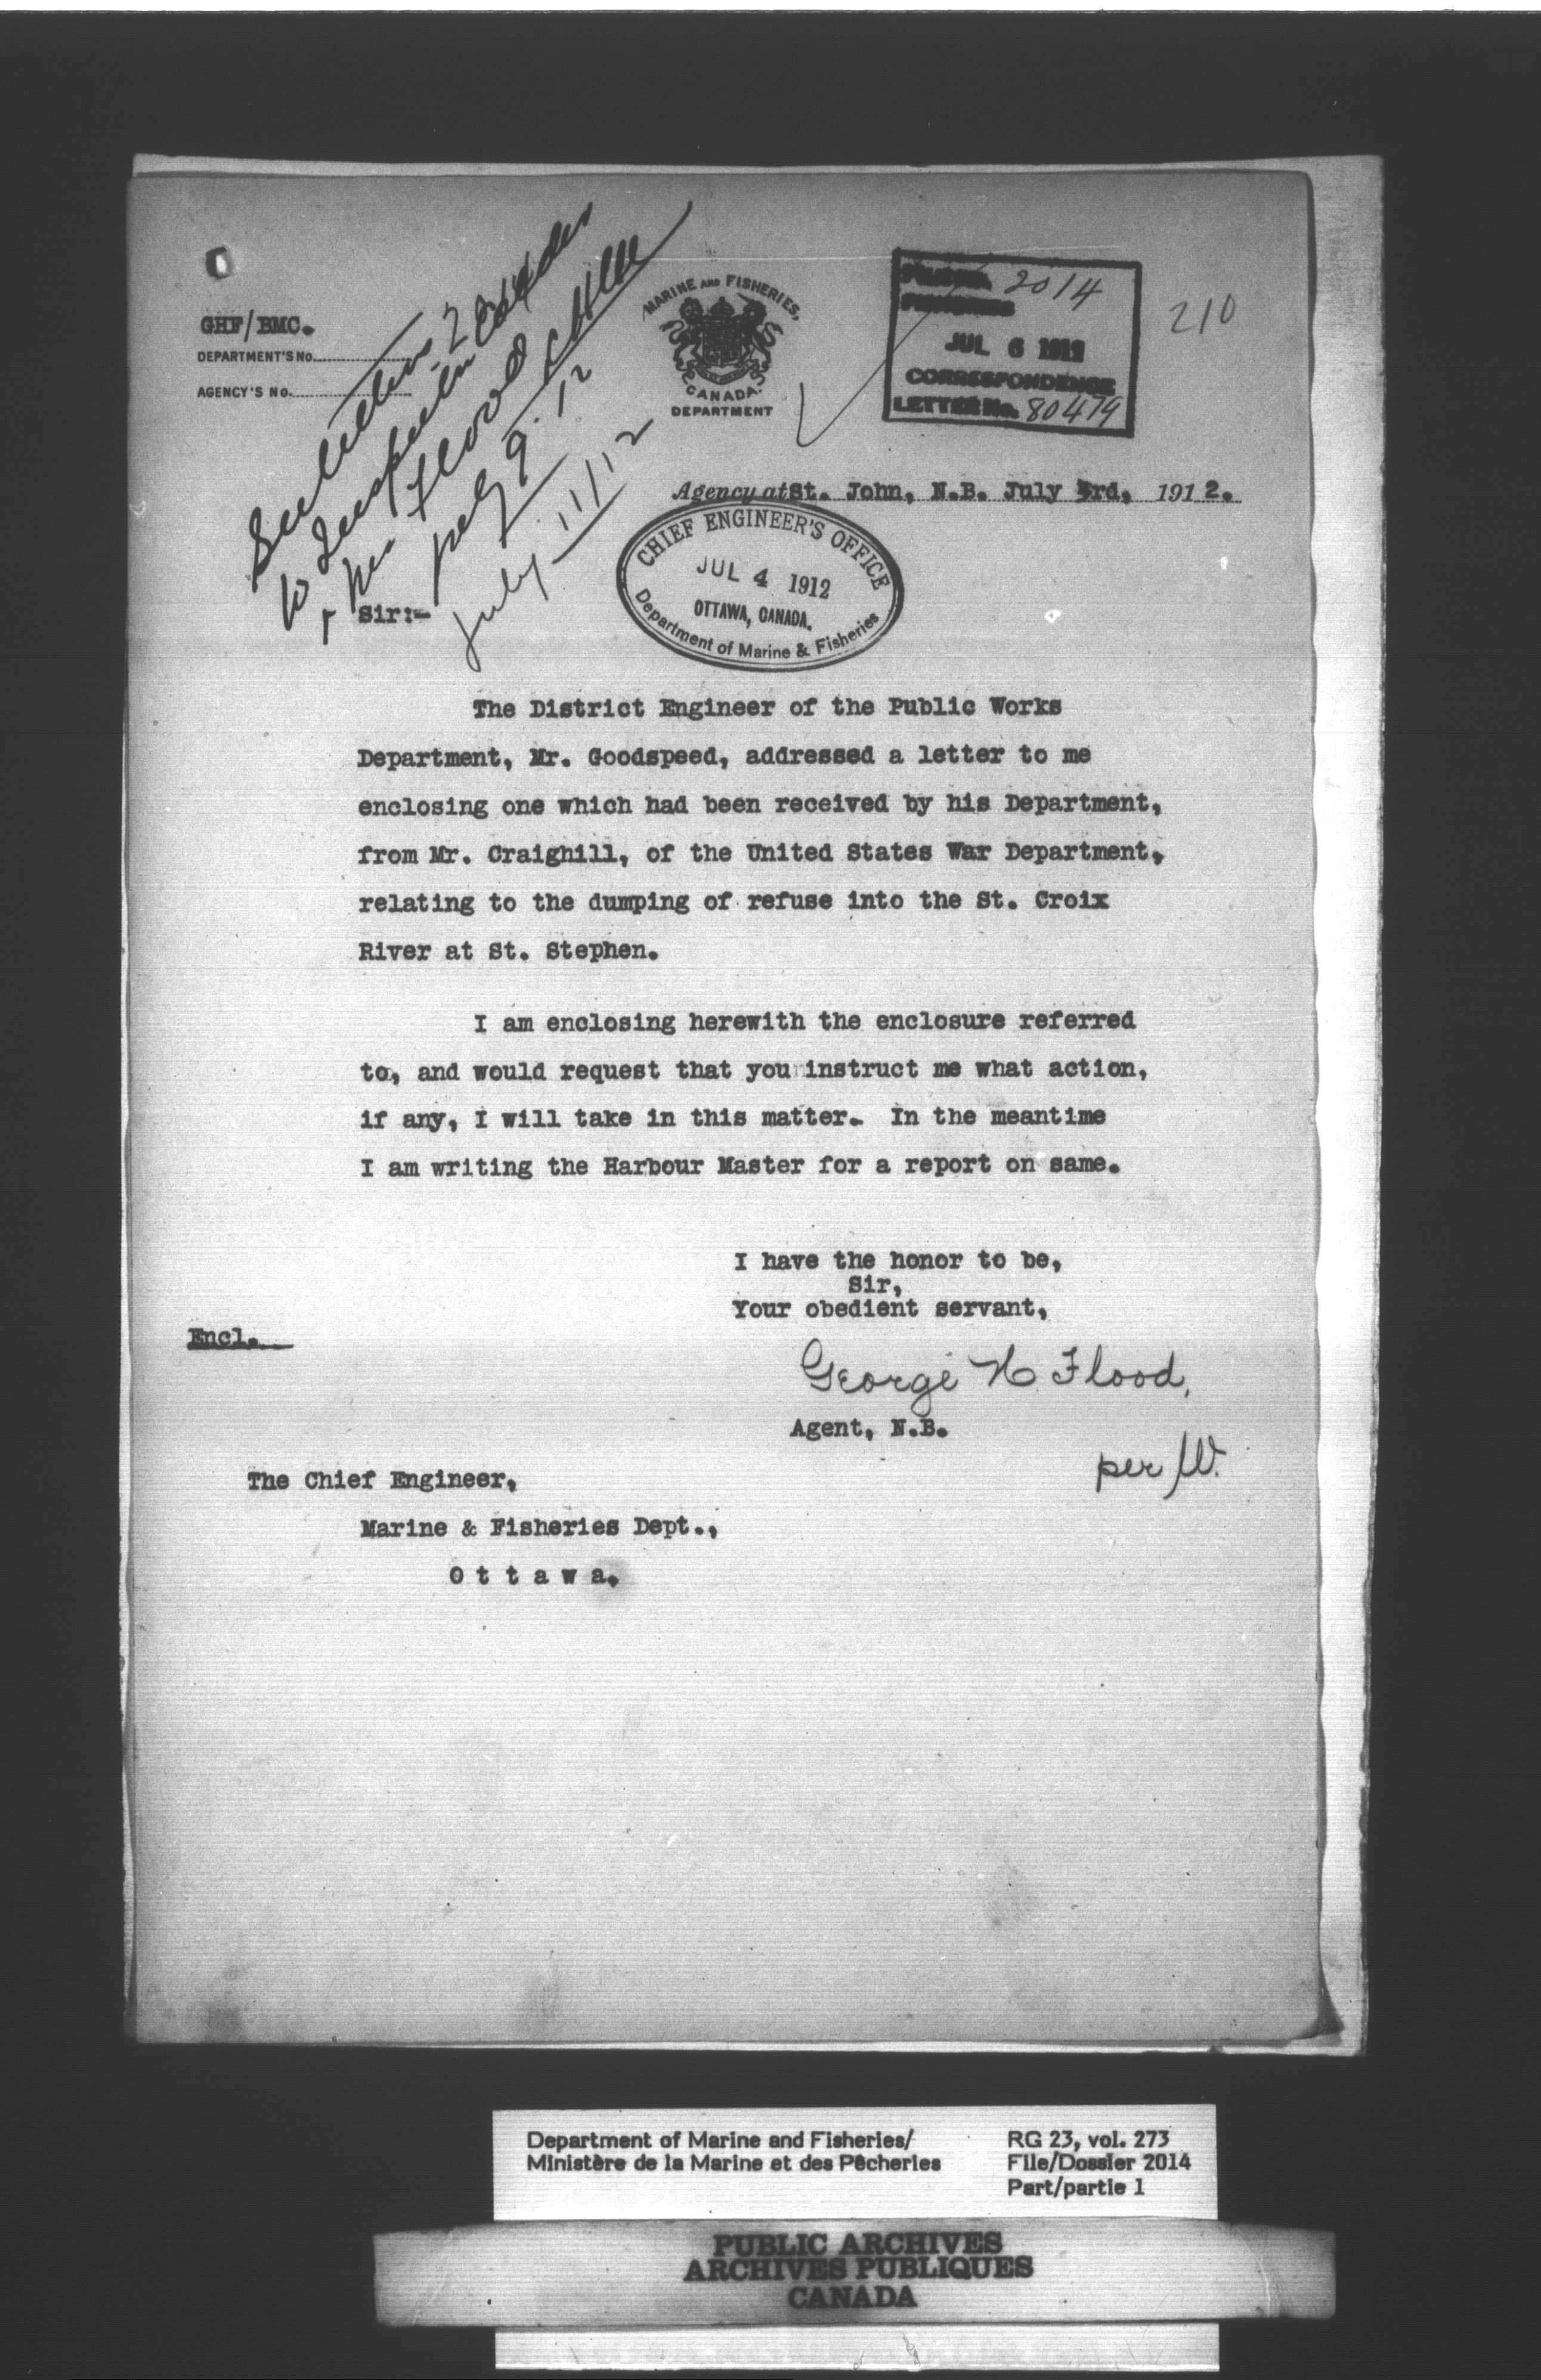 GHF/BMC.
DEPARTMENT'S No.
AGENCY'S No.
MARINE AND FISHERIES,
CANADA.
DEPARTMENT
2014
JUL 6 1912
CORRESPONDENCE
LETTER No. 80479
210
July 9. 12
July 11/12
Agency at St. John, N.B. July 3rd, 1912.
CHIEF ENGINEER'S OFFICE
JUL 4 1912
OTTAWA, CANADA.
Department of Marine & Fisheries
Sir:-
The District Engineer of the Public Works
Department, Mr. Goodspeed, addressed a letter to me
enclosing one which had been received by his Department,
from Mr. Craighill, of the United States War Department,
relating to the dumping of refuse into the St. Croix
River at St. Stephen.
I am enclosing herewith the enclosure referred
to, and would request that you instruct me what action,
if any, I will take in this matter. In the meantime
I am writing the Harbour Master for a report on same.
I have the honor to be,
Sir,
Your obedient servant,
Encl.
George H Flood,
Agent, N.B.
per W.
The Chief Engineer,
Marine & Fisheries Dept.,
O t t a w a.
Department of Marine and Fisheries/
Ministère de la Marine et des Pêcheries
RG 23, vol. 273
File/Dossier 2014
Part/partie 1
PUBLIC ARCHIVES
ARCHIVES PUBLIQUES
CANADA